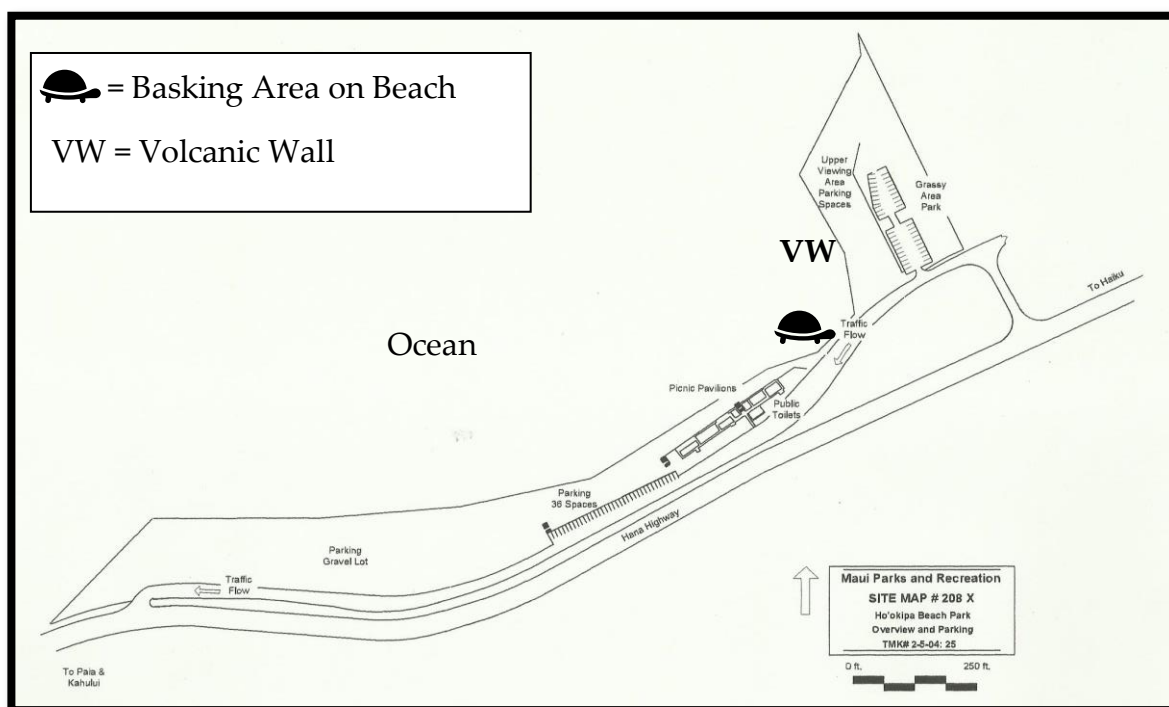 = Basking Area on Beach
VW = Volcanic Wall
Upper
Viewing
Area
Parking
Spaces
Grassy
Area
Park
VW
To Haiku
Ocean
Traffic
Flow
Picnic Pavilions
Public
Toilets
Parking
36 Spaces
Hana Highway
Parking
Gravel Lot
Traffic
Flow
To Paia &
Kahului
Maui Parks and Recreation
SITE MAP # 208 X
Ho'okipa Beach Park
Overview and Parking
TMK# 2-5-04: 25
0 ft.
250 ft.